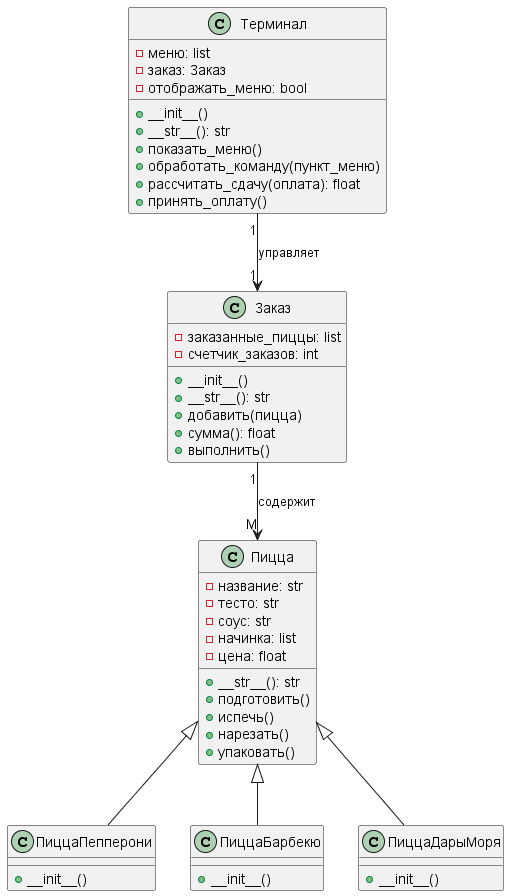 C Терминал
меню: list
заказ: Заказ
отображать_меню: bool
__init__()
__str__(): str
показать_меню()
обработать_команду(пункт_меню)
рассчитать_сдачу(оплата): float
принять_оплату()
1
управляет
1
C Заказ
заказанные_пиццы: list
счетчик_заказов: int
__init__()
__str__(): str
добавить(пицца)
сумма(): float
выполнить()
1
содержит
М
C Пицца
название: str
тесто: str
соус: str
начинка: list
цена: float
__str__(): str
подготовить()
испечь()
нарезать()
упаковать()
C ПиццаПепперони
__init__()
C ПиццаБарбекю
__init__()
C ПиццаДарыМоря
__init__()